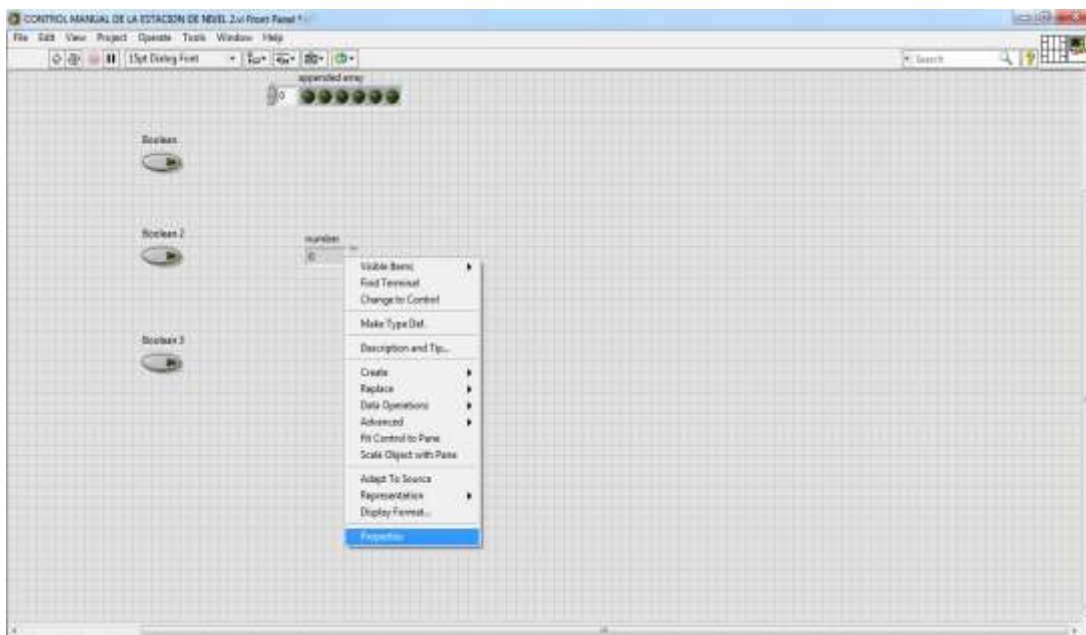 CONTROL MANUAL DE LA ESTACION DE NIVEL 2.vi Front Panel *
File Edit View Project Operate Tools Window Help
15pt Dialog Font
Search
appended array
0
Boolean
Boolean 2
number
0
Visible Items
Find Terminal
Change to Control
Make Type Def.
Description and Tip...
Boolean 3
Create
Replace
Data Operations
Advanced
Fit Control to Pane
Scale Object with Pane
Adapt To Source
Representation
Display Format...
Properties